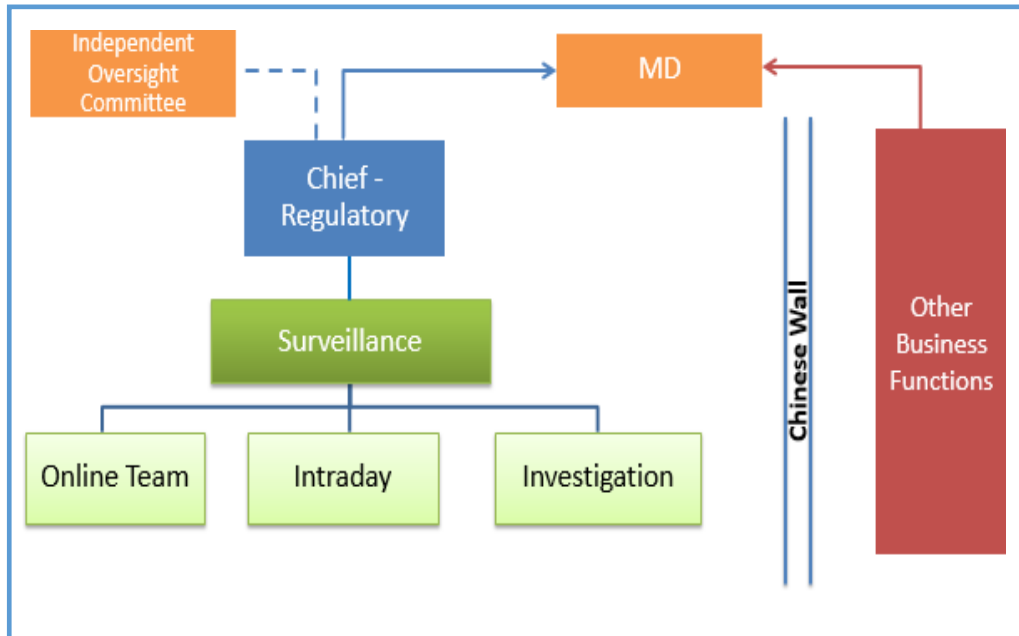 Independent
Oversight
Committee
MD
Chief -
Regulatory
Surveillance
Online Team
Intraday
Investigation
Chinese Wall
Other
Business
Functions